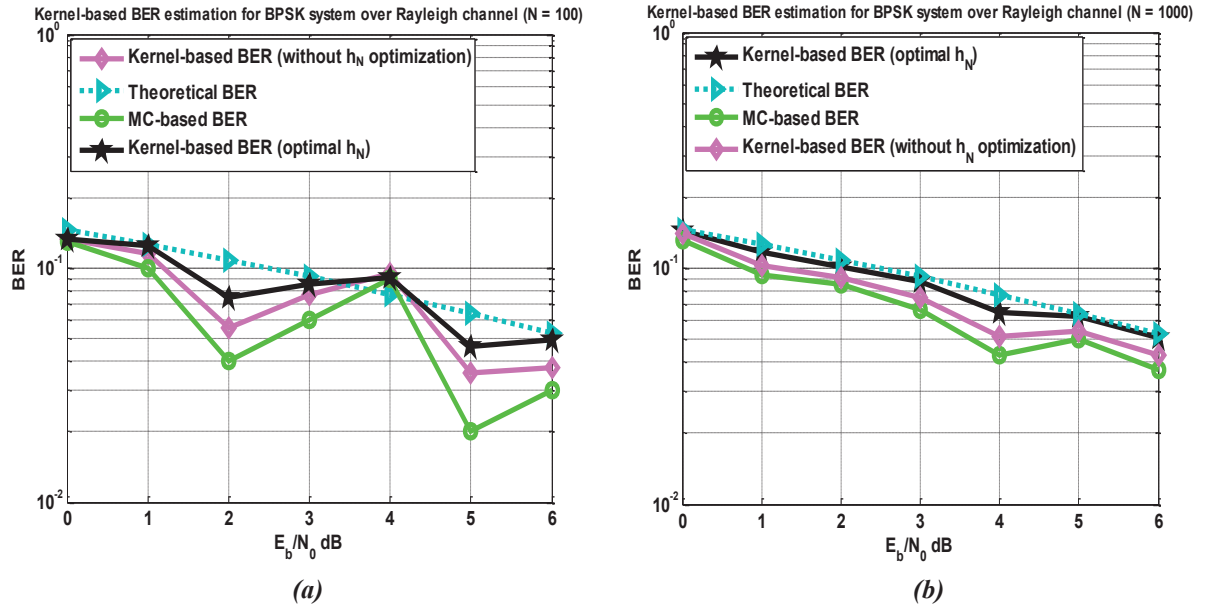 Kernel-based BER estimation for BPSK system over Rayleigh channel (N = 100)
10^0
Kernel-based BER (without h_N optimization)
Theoretical BER
MC-based BER
Kernel-based BER (optimal h_N)
10^-1
BER
10^-2
0 1 2 3 4 5 6
E_b/N_0 dB
(a)
Kernel-based BER estimation for BPSK system over Rayleigh channel (N = 1000)
10^0
Kernel-based BER (optimal h_N)
Theoretical BER
MC-based BER
Kernel-based BER (without h_N optimization)
10^-1
BER
10^-2
0 1 2 3 4 5 6
E_b/N_0 dB
(b)